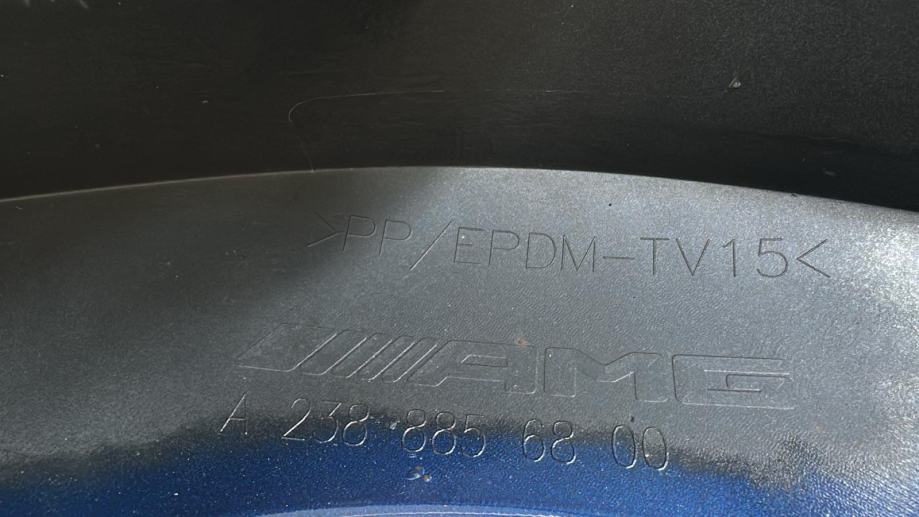 >PP/EPDM-TV15<
AMG
A 238 885 68 00